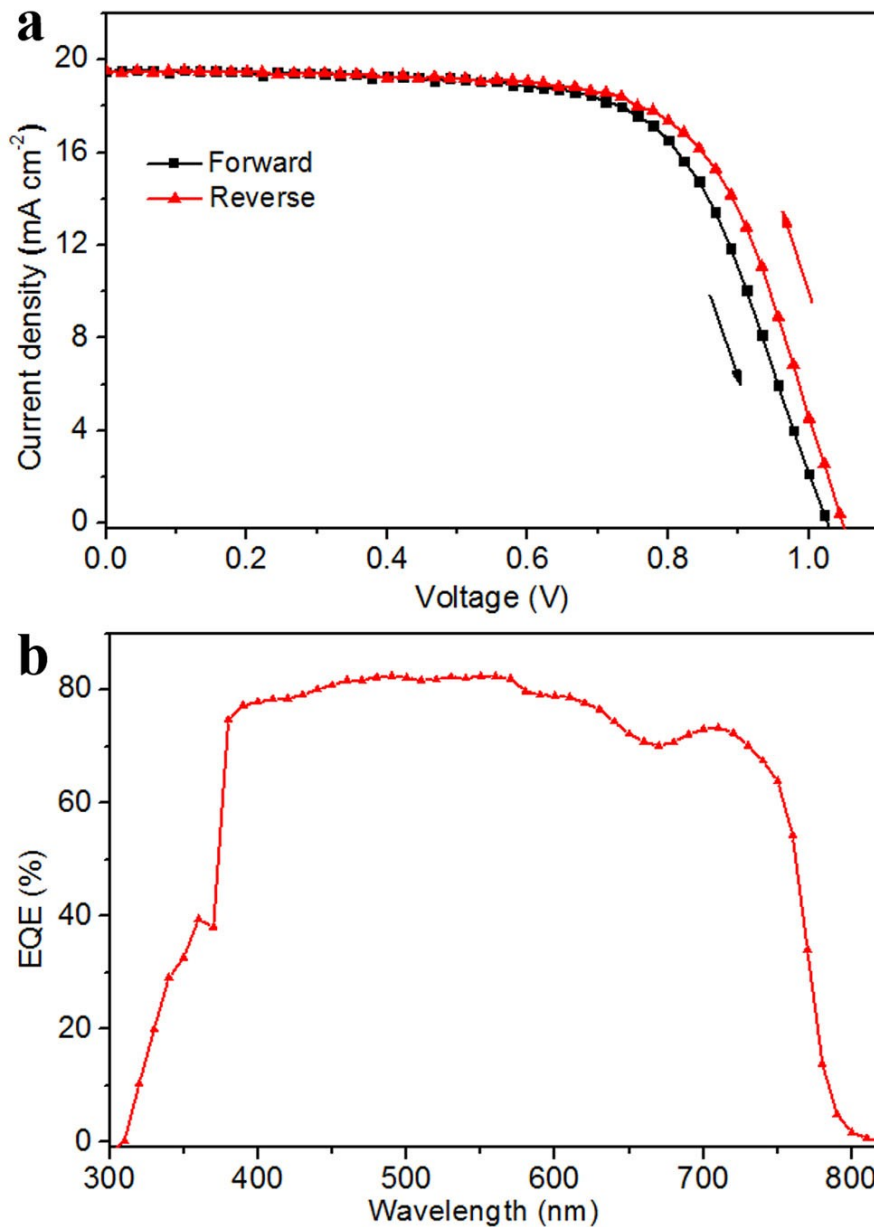 a
20
16
12
8
4
0
Forward
Reverse
Current density (mA cm-2)
0.0 0.2 0.4 0.6 0.8 1.0
Voltage (V)
b
80
60
40
20
0
EQE (%)
300 400 500 600 700 800
Wavelength (nm)